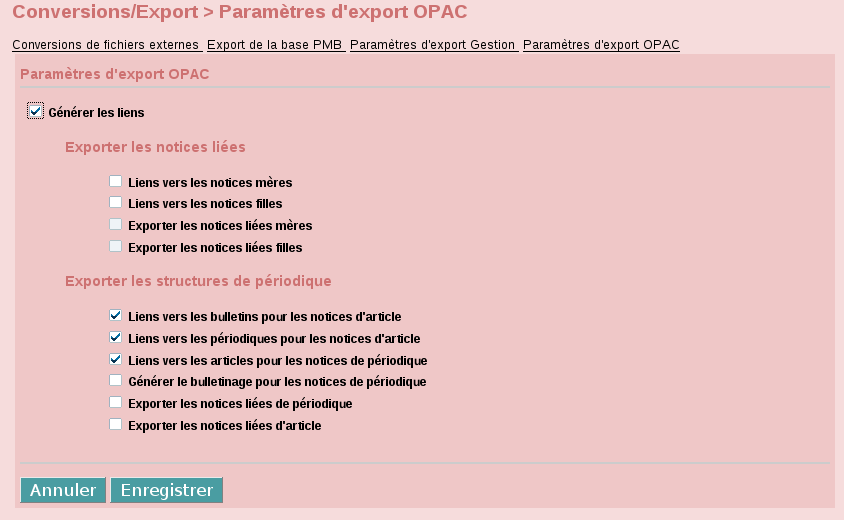 Conversions/Export > Paramètres d'export OPAC
Conversions de fichiers externes Export de la base PMB Paramètres d'export Gestion Paramètres d'export OPAC
Paramètres d'export OPAC
Générer les liens
Exporter les notices liées
Liens vers les notices mères
Liens vers les notices filles
Exporter les notices liées mères
Exporter les notices liées filles
Exporter les structures de périodique
Liens vers les bulletins pour les notices d'article
Liens vers les périodiques pour les notices d'article
Liens vers les articles pour les notices de périodique
Générer le bulletinage pour les notices de périodique
Exporter les notices liées de périodique
Exporter les notices liées d'article
Annuler Enregistrer